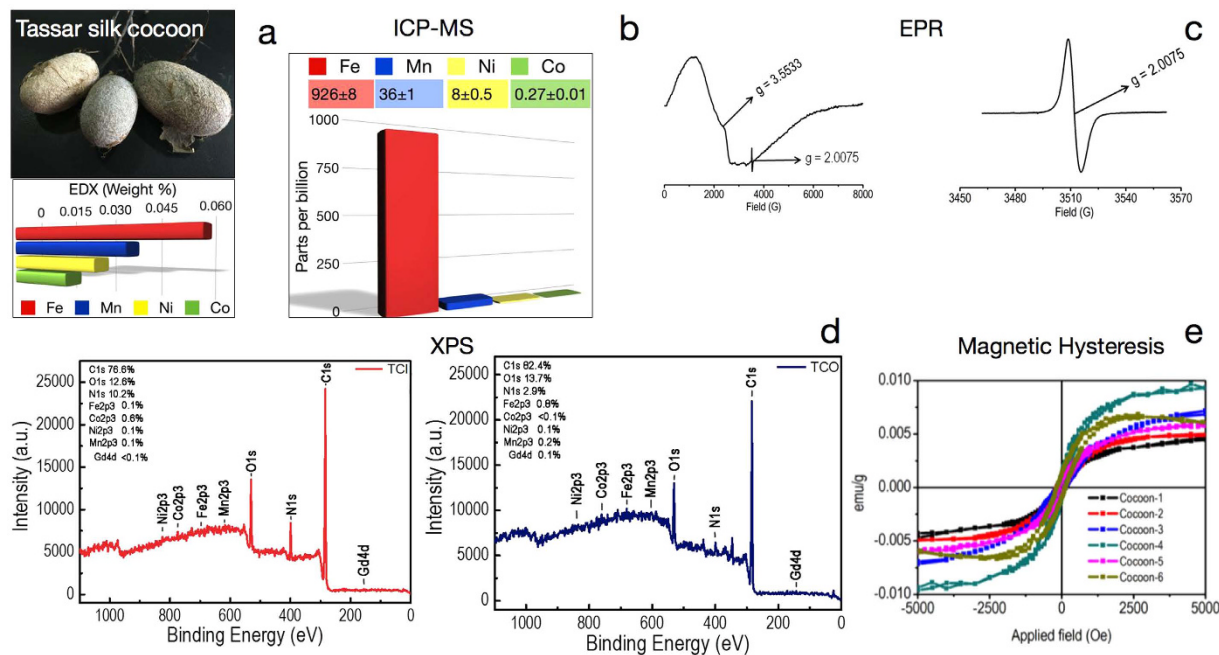 Tassar silk cocoon
EDX (Weight %)
0 0.015 0.030 0.045 0.060
Fe Mn Ni Co
a
ICP-MS
Fe Mn Ni Co
926±8 36±1 8±0.5 0.27±0.01
Parts per billion
1000
750
500
250
0
b
EPR
g = 3.5533
g = 2.0075
0 2000 4000 6000 8000
Field (G)
c
g = 2.0075
3450 3480 3510 3540 3570
Field (G)
XPS
C1s 76.6%
O1s 12.6%
N1s 10.2%
Fe2p3 0.1%
Co2p3 0.6%
Ni2p3 0.1%
Mn2p3 0.1%
Gd4d <0.1%
TCI
Intensity (a.u.)
25000
20000
15000
10000
5000
0
Ni2p3
Co2p3
Fe2p3
Mn2p3
O1s
N1s
C1s
Gd4d
1000 800 600 400 200 0
Binding Energy (eV)
d
C1s 82.4%
O1s 13.7%
N1s 2.9%
Fe2p3 0.8%
Co2p3 <0.1%
Ni2p3 0.1%
Mn2p3 0.2%
Gd4d 0.1%
TCO
Intensity (a.u.)
25000
20000
15000
10000
5000
0
Ni2p3
Co2p3
Fe2p3
Mn2p3
O1s
N1s
C1s
Gd4d
1000 800 600 400 200 0
Binding Energy (eV)
Magnetic Hysteresis
e
emu/g
0.010
0.005
0.000
-0.005
-0.010
Cocoon-1
Cocoon-2
Cocoon-3
Cocoon-4
Cocoon-5
Cocoon-6
-5000 -2500 0 2500 5000
Applied field (Oe)